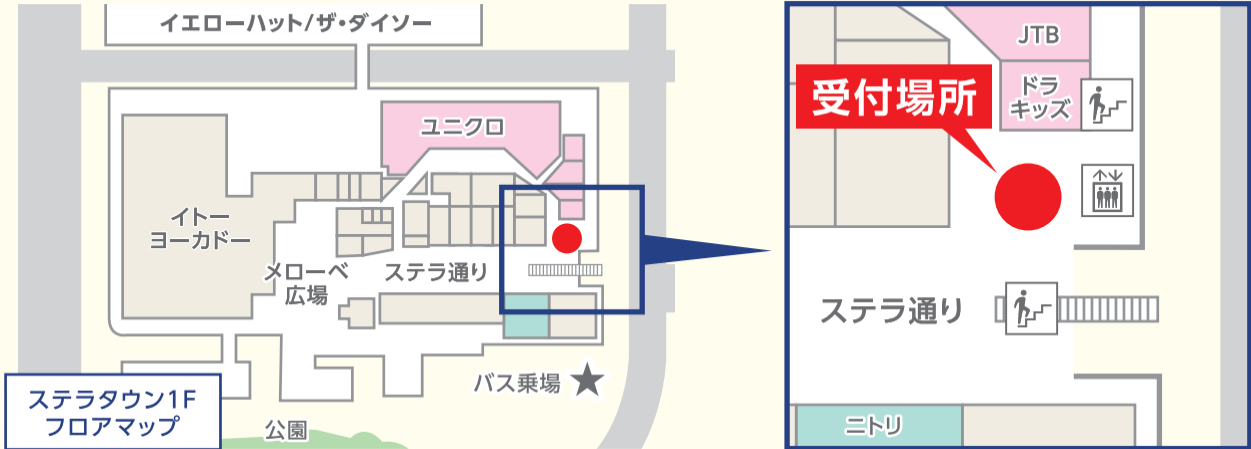 イエローハット/ザ・ダイソー
ユニクロ
イトー
ヨーカドー
メローペ
広場
ステラ通り
バス乗場
ステラタウン1F
フロアマップ
公園
JTB
ドラ
キッズ
受付場所
ステラ通り
ニトリ